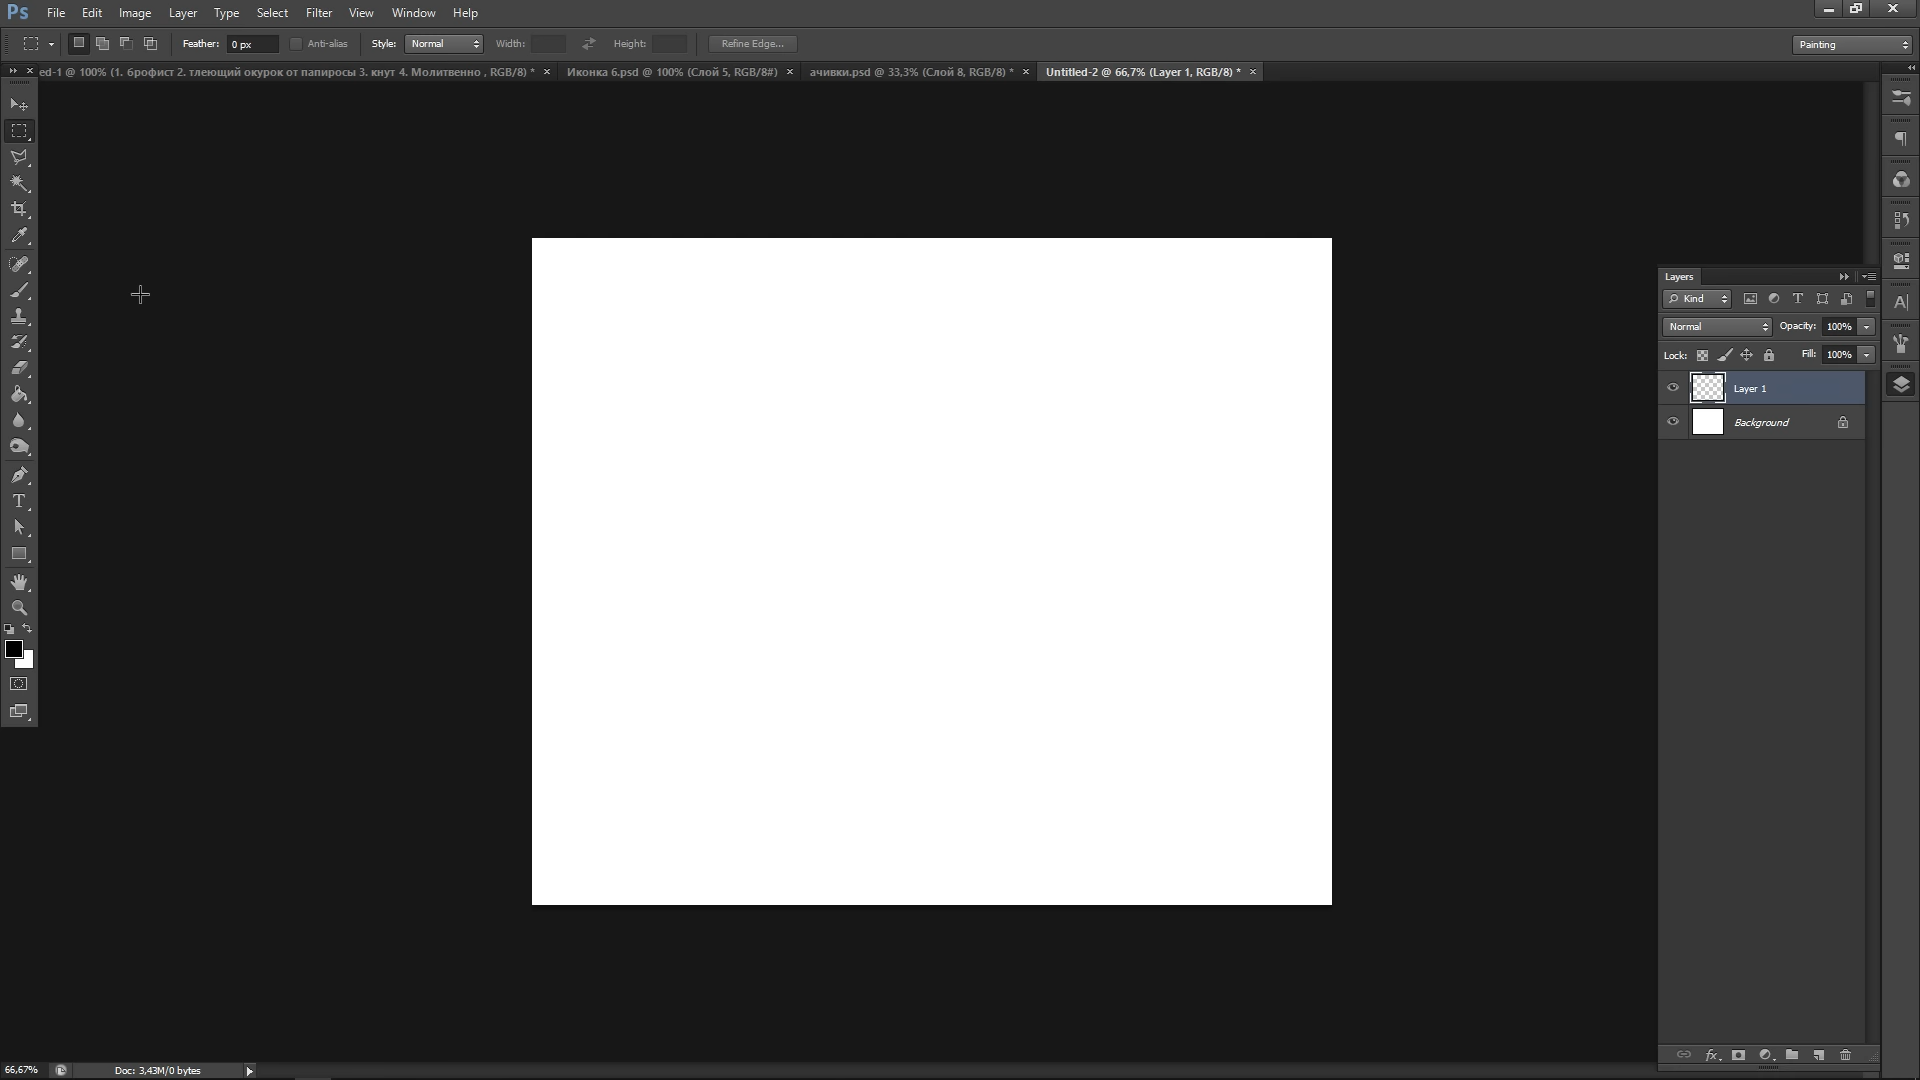 Ps File Edit Image Layer Type Select Filter View Window Help
Feather: 0 px Anti-alias Style: Normal Width: Height: Refine Edge... Painting
ed-1 @ 100% (1. брофист 2. тлеющий окурок от папиросы 3. кнут 4. Молитвенно , RGB/8) * Иконка 6.psd @ 100% (Слой 5, RGB/8#) ачивки.psd @ 33,3% (Слой 8, RGB/8) * Untitled-2 @ 66,7% (Layer 1, RGB/8) *
Layers
Kind
Normal Opacity: 100%
Lock: Fill: 100%
Layer 1
Background
66,67% Doc: 3,43M/0 bytes